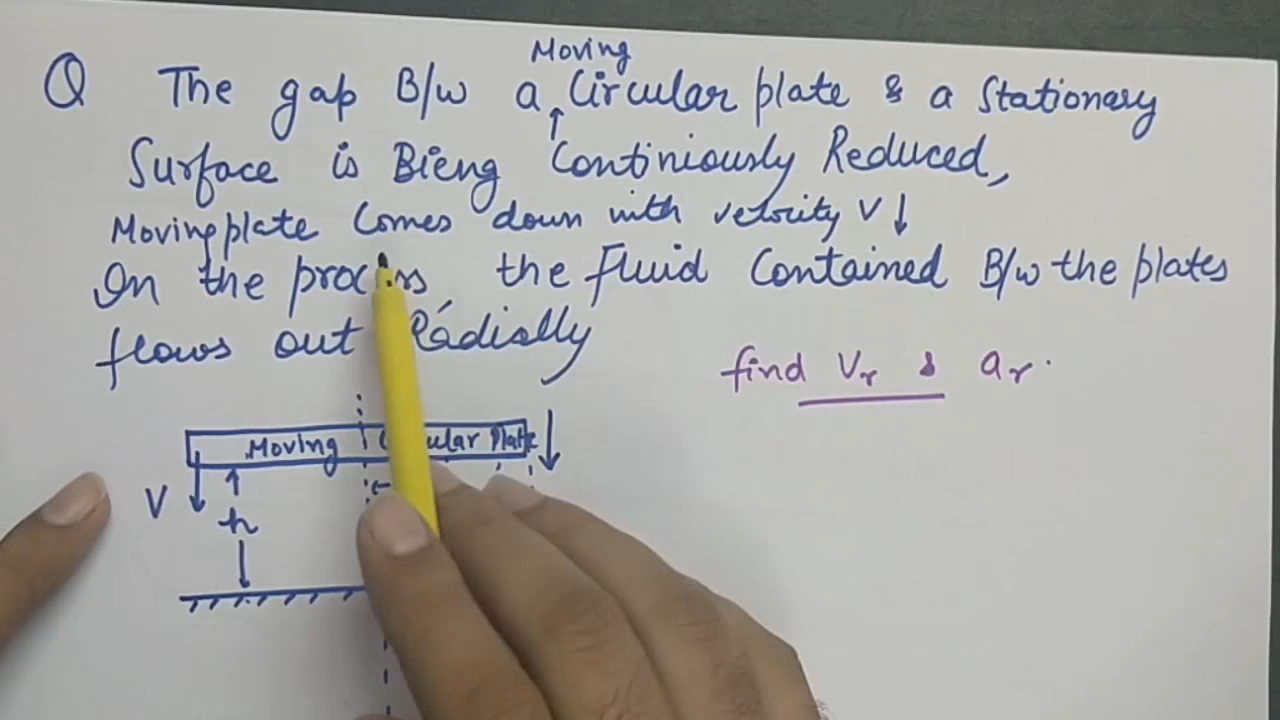 Moving
Q The gap B/w a Circular plate & a Stationary
Surface is Bieng Continiously Reduced,
Moving plate Comes down with velocity V ↓
In the process, the Fluid Contained B/w the plates
flows out Radially
find Vr & ar.
Moving Plate
V
h